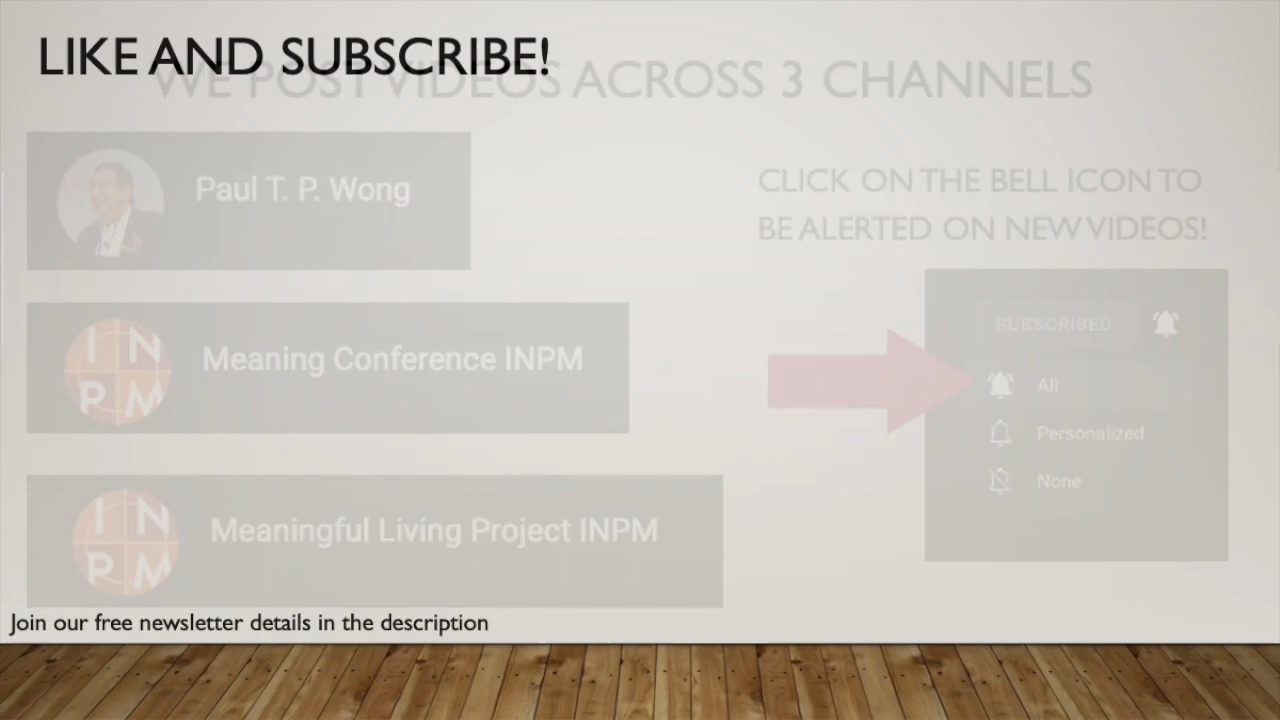 LIKE AND SUBSCRIBE!
WE POST VIDEOS ACROSS 3 CHANNELS
Paul T. P. Wong
CLICK ON THE BELL ICON TO
BE ALERTED ON NEW VIDEOS!
I N
P M
Meaning Conference INPM
SUBSCRIBED
All
Personalized
None
I N
P M
Meaningful Living Project INPM
Join our free newsletter details in the description